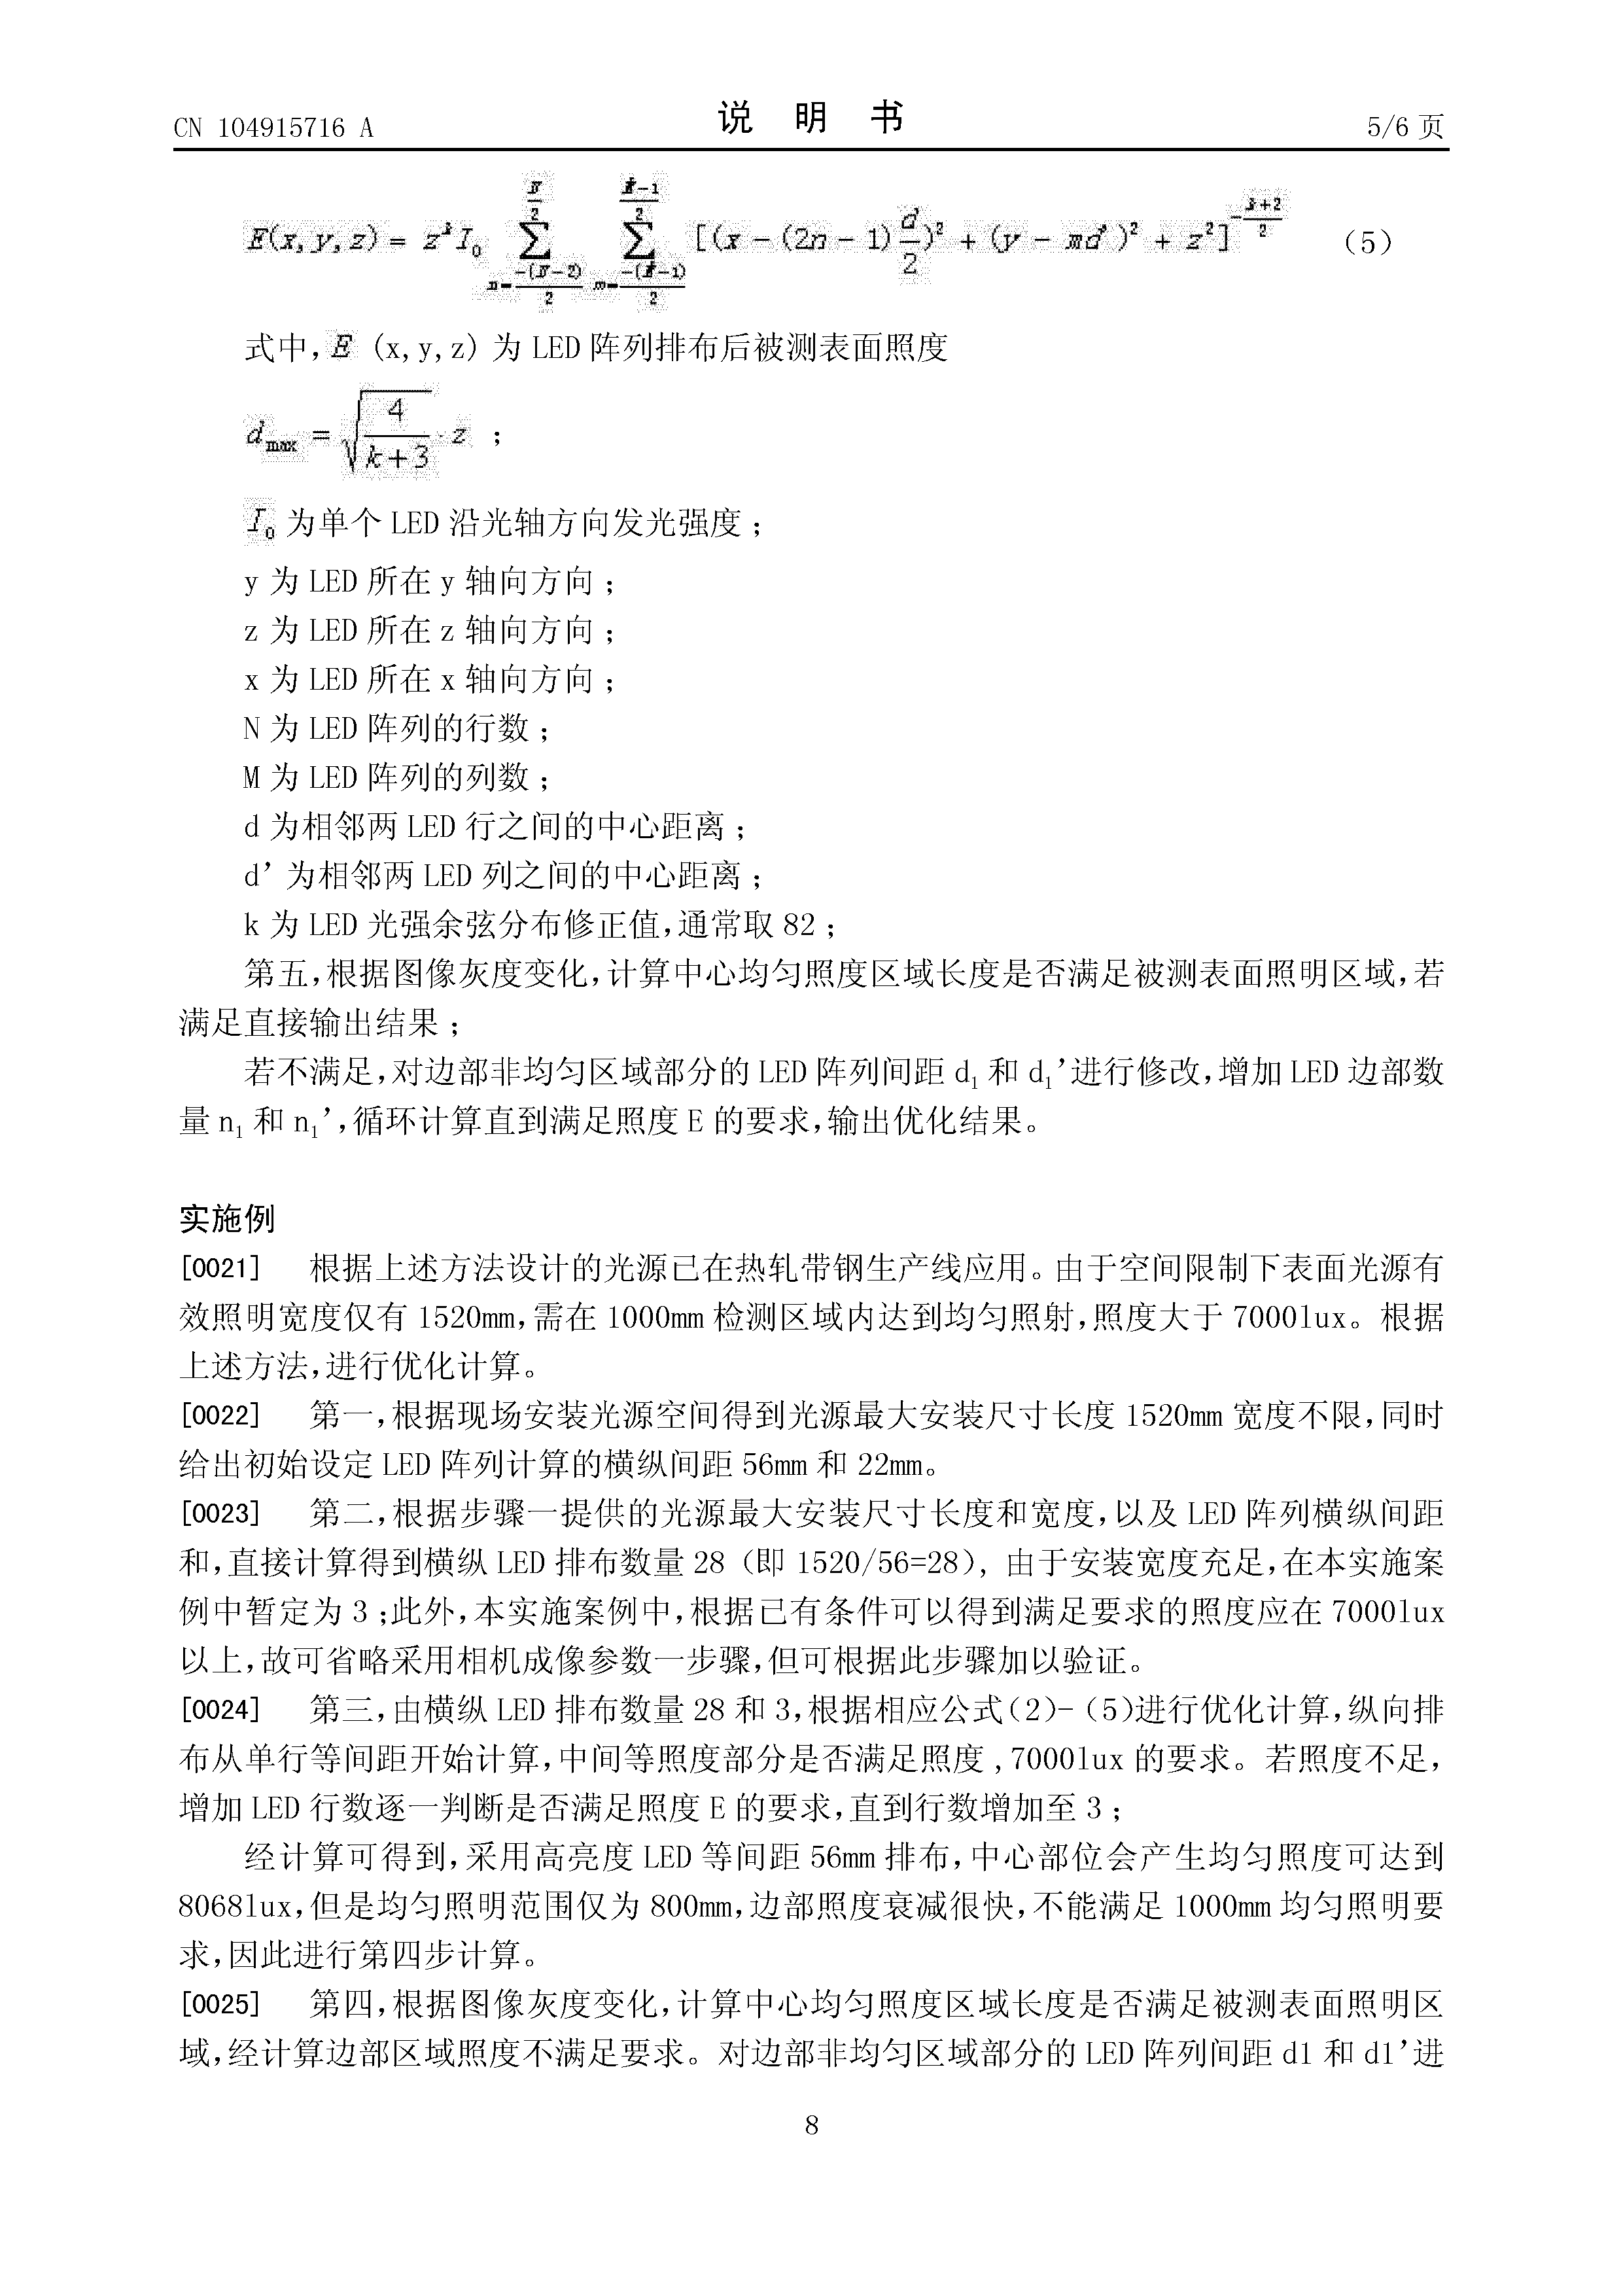 CN 104915716 A
说 明 书
5/6 页
E(x, y, z) = z^k I_0 ∑_{n=-(N-2)/2}^{N/2} ∑_{m=-(M-1)/2}^{(M-1)/2} [(x - (2n - 1) d/2)^2 + (y - md')^2 + z^2]^{-(k+2)/2} (5)
式中,E (x,y,z) 为 LED 阵列排布后被测表面照度
d_max = √(4/(k+3)) · z ;
I_0 为单个 LED 沿光轴方向发光强度 ;
y 为 LED 所在 y 轴向方向 ;
z 为 LED 所在 z 轴向方向 ;
x 为 LED 所在 x 轴向方向 ;
N 为 LED 阵列的行数 ;
M 为 LED 阵列的列数 ;
d 为相邻两 LED 行之间的中心距离 ;
d’ 为相邻两 LED 列之间的中心距离 ;
k 为 LED 光强余弦分布修正值,通常取 82 ;
第五,根据图像灰度变化,计算中心均匀照度区域长度是否满足被测表面照明区域,若
满足直接输出结果 ;
若不满足,对边部非均匀区域部分的 LED 阵列间距 d₁ 和 d₁’进行修改,增加 LED 边部数
量 n₁ 和 n₁’,循环计算直到满足照度 E 的要求,输出优化结果。
实施例
[0021] 根据上述方法设计的光源已在热轧带钢生产线应用。由于空间限制下表面光源有
效照明宽度仅有 1520mm,需在 1000mm 检测区域内达到均匀照射,照度大于 7000lux。根据
上述方法,进行优化计算。
[0022] 第一,根据现场安装光源空间得到光源最大安装尺寸长度 1520mm 宽度不限,同时
给出初始设定 LED 阵列计算的横纵间距 56mm 和 22mm。
[0023] 第二,根据步骤一提供的光源最大安装尺寸长度和宽度,以及 LED 阵列横纵间距
和,直接计算得到横纵 LED 排布数量 28（即 1520/56=28）, 由于安装宽度充足,在本实施案
例中暂定为 3 ;此外,本实施案例中,根据已有条件可以得到满足要求的照度应在 7000lux
以上,故可省略采用相机成像参数一步骤,但可根据此步骤加以验证。
[0024] 第三,由横纵 LED 排布数量 28 和 3,根据相应公式(2)-（5)进行优化计算,纵向排
布从单行等间距开始计算,中间等照度部分是否满足照度 ,7000lux 的要求。若照度不足,
增加 LED 行数逐一判断是否满足照度 E 的要求,直到行数增加至 3 ;
经计算可得到,采用高亮度 LED 等间距 56mm 排布,中心部位会产生均匀照度可达到
8068lux,但是均匀照明范围仅为 800mm,边部照度衰减很快,不能满足 1000mm 均匀照明要
求,因此进行第四步计算。
[0025] 第四,根据图像灰度变化,计算中心均匀照度区域长度是否满足被测表面照明区
域,经计算边部区域照度不满足要求。对边部非均匀区域部分的 LED 阵列间距 d1 和 d1’进
8